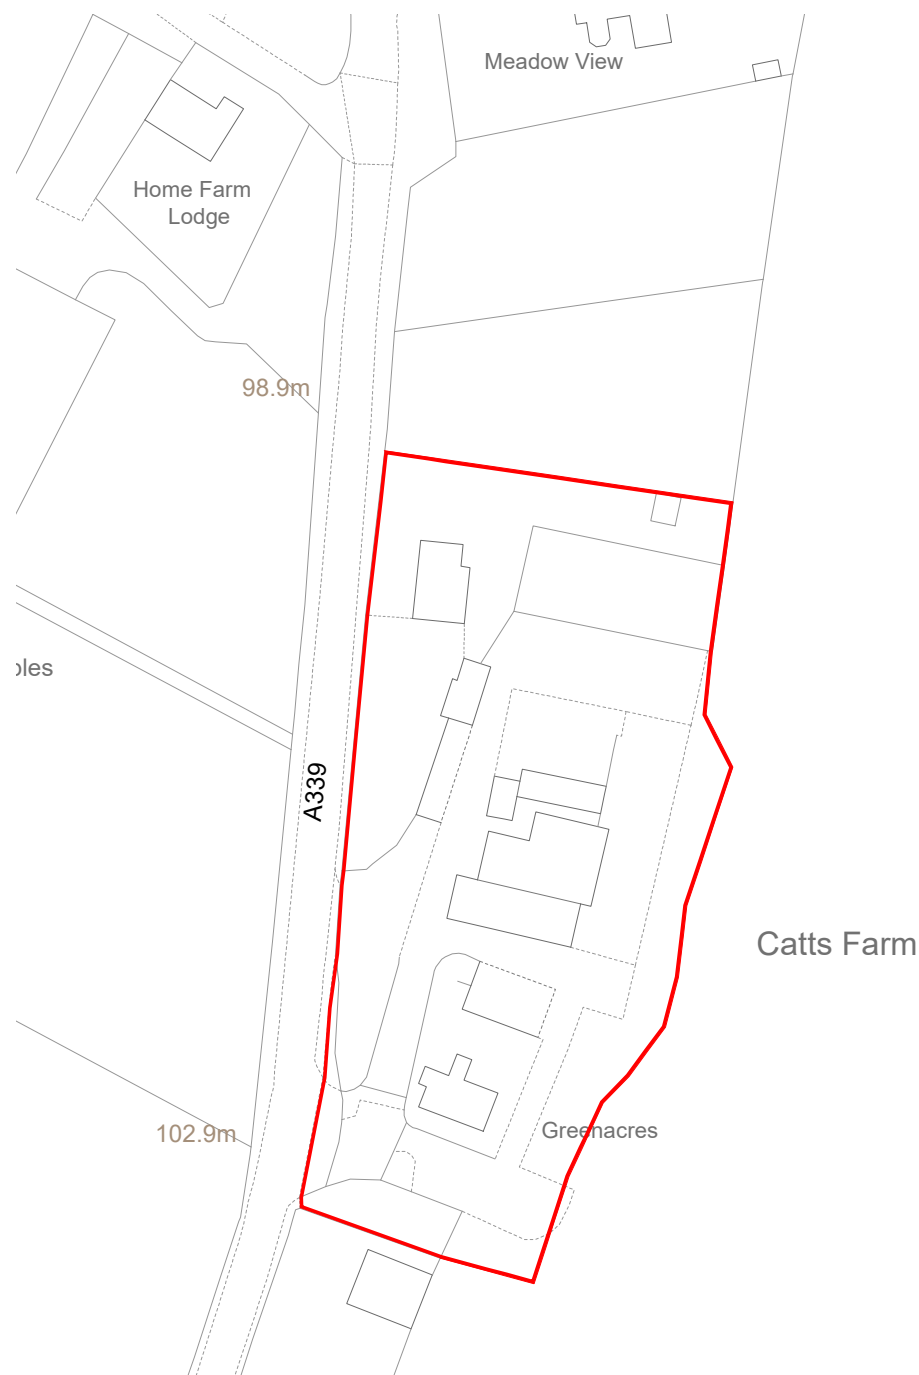 Meadow View
Home Farm
Lodge
98.9m
A339
Catts Farm
102.9m
Greenacres